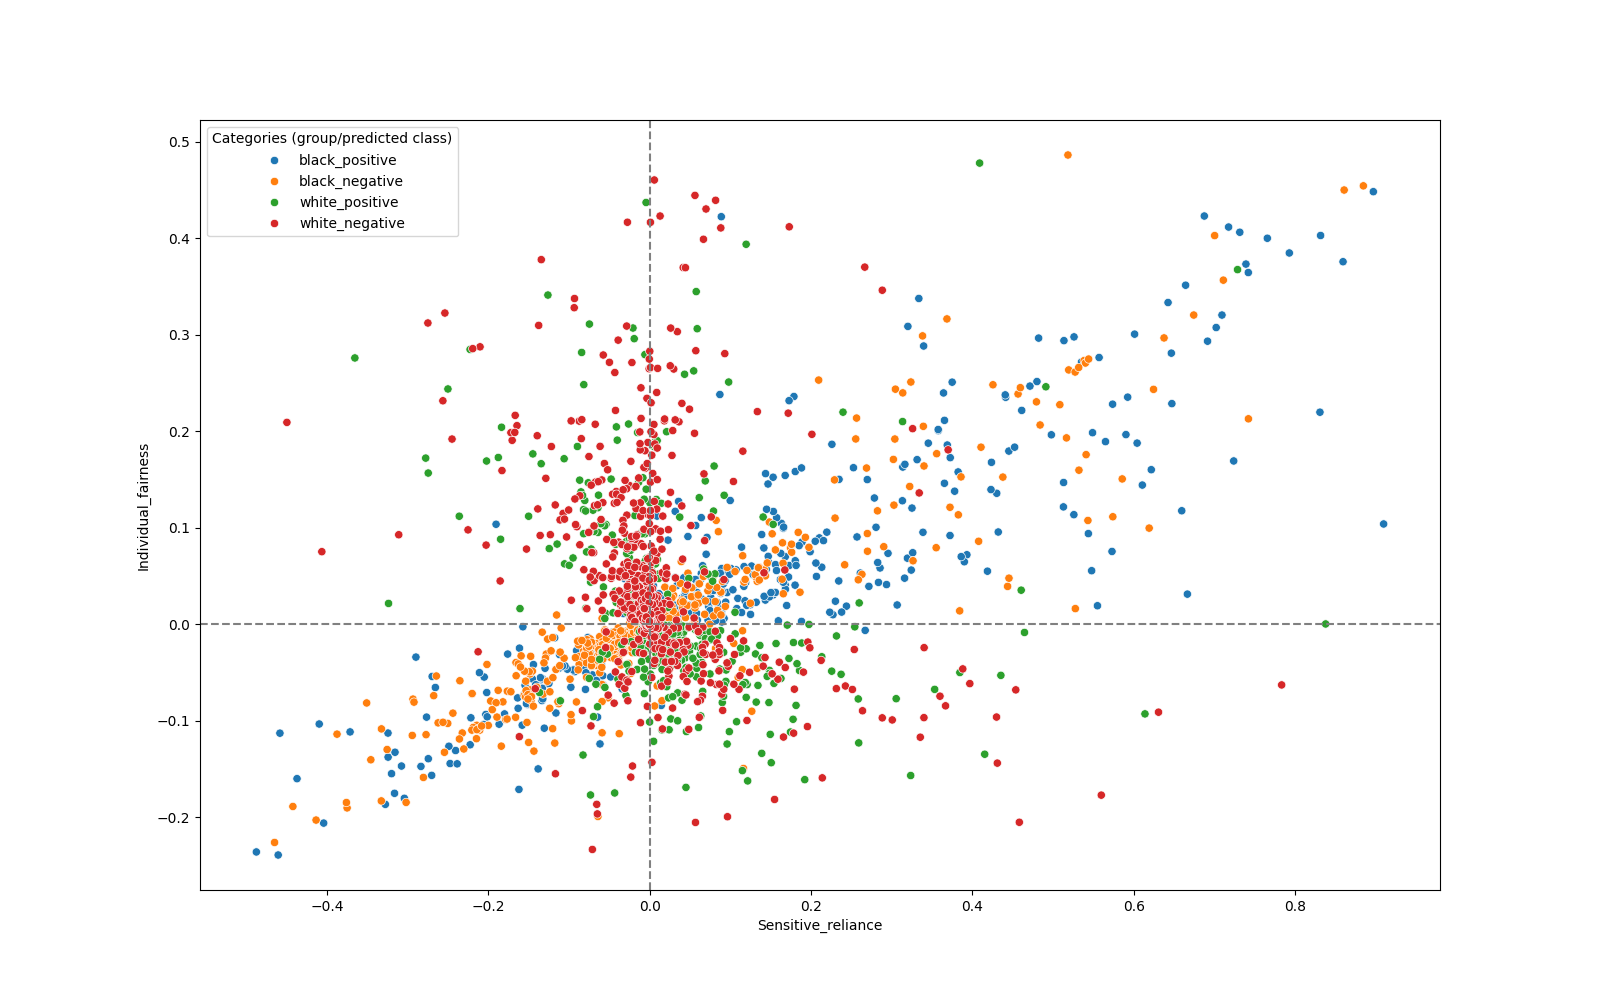 Categories (group/predicted class)
black_positive
black_negative
white_positive
white_negative
0.5
0.4
0.3
0.2
0.1
0.0
−0.1
−0.2
Individual_fairness
−0.4
−0.2
0.0
0.2
0.4
0.6
0.8
Sensitive_reliance